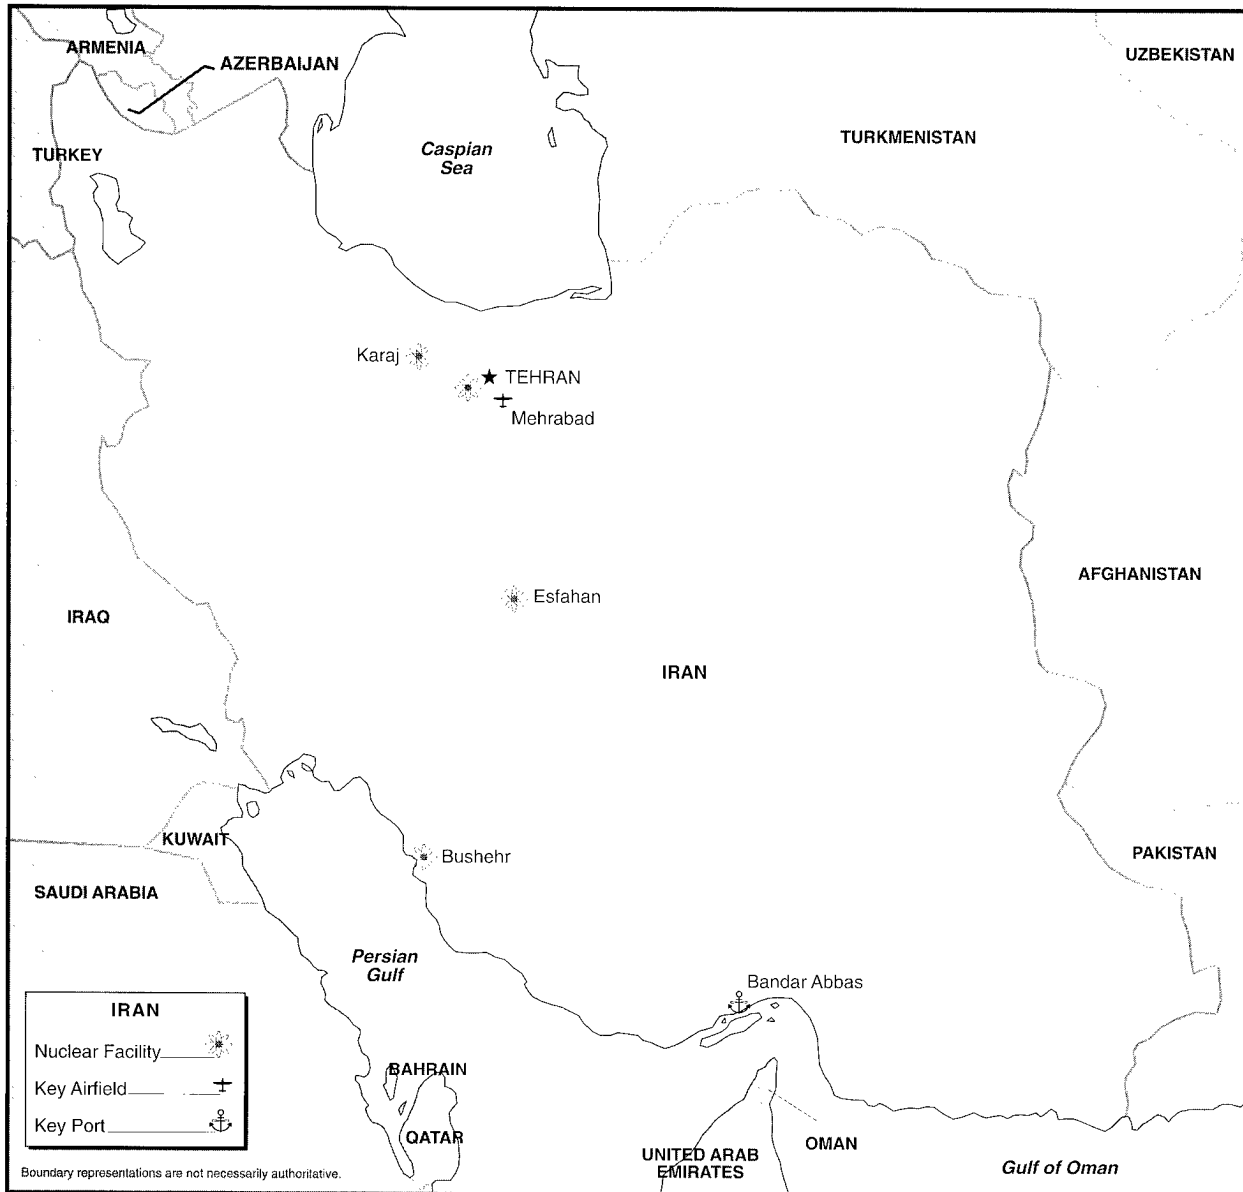 ARMENIA
AZERBAIJAN
UZBEKISTAN
TURKMENISTAN
TURKEY
Caspian
Sea
Karaj
TEHRAN
Mehrabad
AFGHANISTAN
Esfahan
IRAQ
IRAN
KUWAIT
Bushehr
PAKISTAN
SAUDI ARABIA
Persian
Gulf
Bandar Abbas
IRAN
Nuclear Facility
Key Airfield
Key Port
BAHRAIN
QATAR
UNITED ARAB
EMIRATES
OMAN
Gulf of Oman
Boundary representations are not necessarily authoritative.